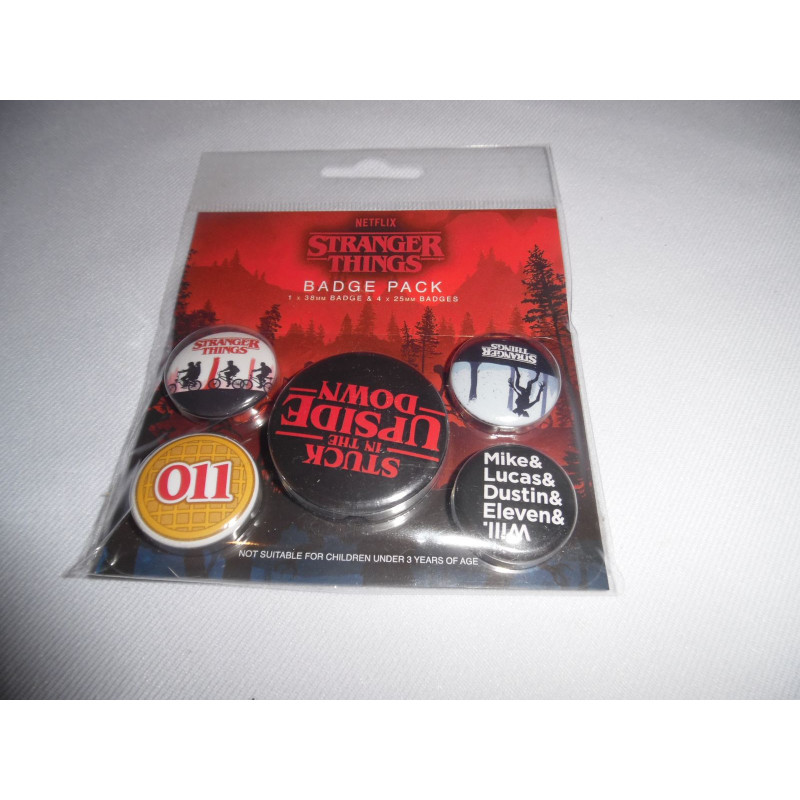 NETFLIX
STRANGER
THINGS
BADGE PACK
1 x 38MM BADGE & 4 x 25MM BADGES
STRANGER
THINGS
STUCK
IN THE
UPSIDE
DOWN
STRANGER
THINGS
011
Mike&
Lucas&
Dustin&
Eleven&
Will.
NOT SUITABLE FOR CHILDREN UNDER 3 YEARS OF AGE